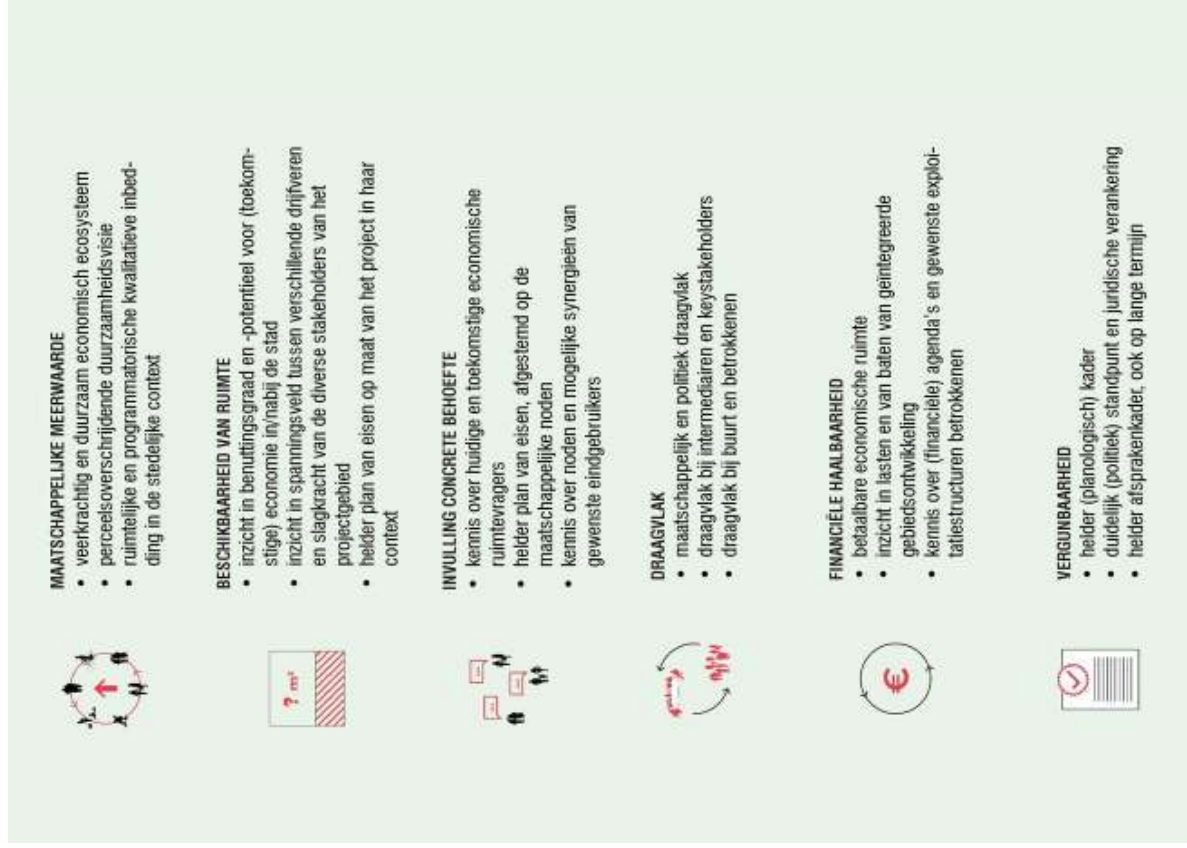 MAATSCHAPPELIJKE MEERWAARDE
• veerkrachtig en duurzaam economisch ecosysteem
• perceelsoverschrijdende duurzaamheidsvisie
• ruimtelijke en programmatorische kwalitatieve inbed-
ding in de stedelijke context
? m²
BESCHIKBAARHEID VAN RUIMTE
• inzicht in benuttingsgraad en -potentieel voor (toekom-
stige) economie in/nabij de stad
• inzicht in spanningsveld tussen verschillende drijfveren
en slagkracht van de diverse stakeholders van het
projectgebied
• helder plan van eisen op maat van het project in haar
context
INVULLING CONCRETE BEHOEFTE
• kennis over huidige en toekomstige economische
ruimtevragers
• helder plan van eisen, afgestemd op de
maatschappelijke noden
• kennis over noden en mogelijke synergieën van
gewenste eindgebruikers
DRAAGVLAK
• maatschappelijk en politiek draagvlak
• draagvlak bij intermediairen en keystakeholders
• draagvlak bij buurt en betrokkenen
€
FINANCIËLE HAALBAARHEID
• betaalbare economische ruimte
• inzicht in lasten en van baten van geïntegreerde
gebiedsontwikkeling
• kennis over (financiële) agenda's en gewenste exploi-
tatiestructuren betrokkenen
VERGUNBAARHEID
• helder (planologisch) kader
• duidelijk (politiek) standpunt en juridische verankering
• helder afsprakenkader, ook op lange termijn